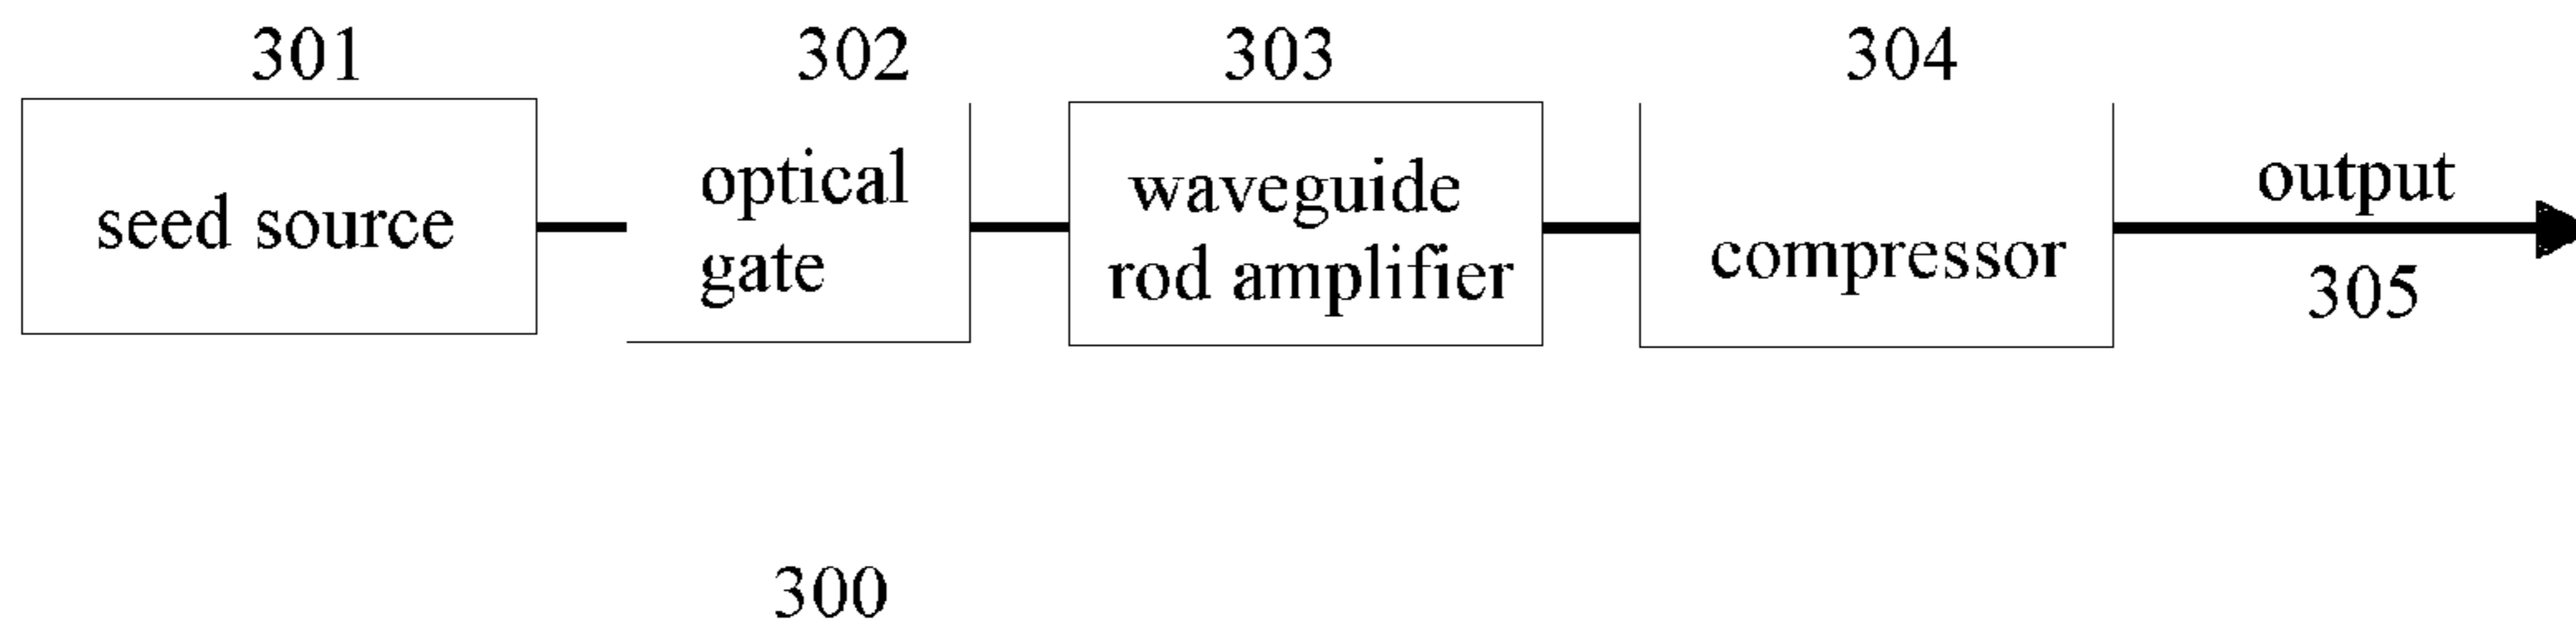 301
302
303
304
seed source
optical
gate
waveguide
rod amplifier
compressor
output
305
300